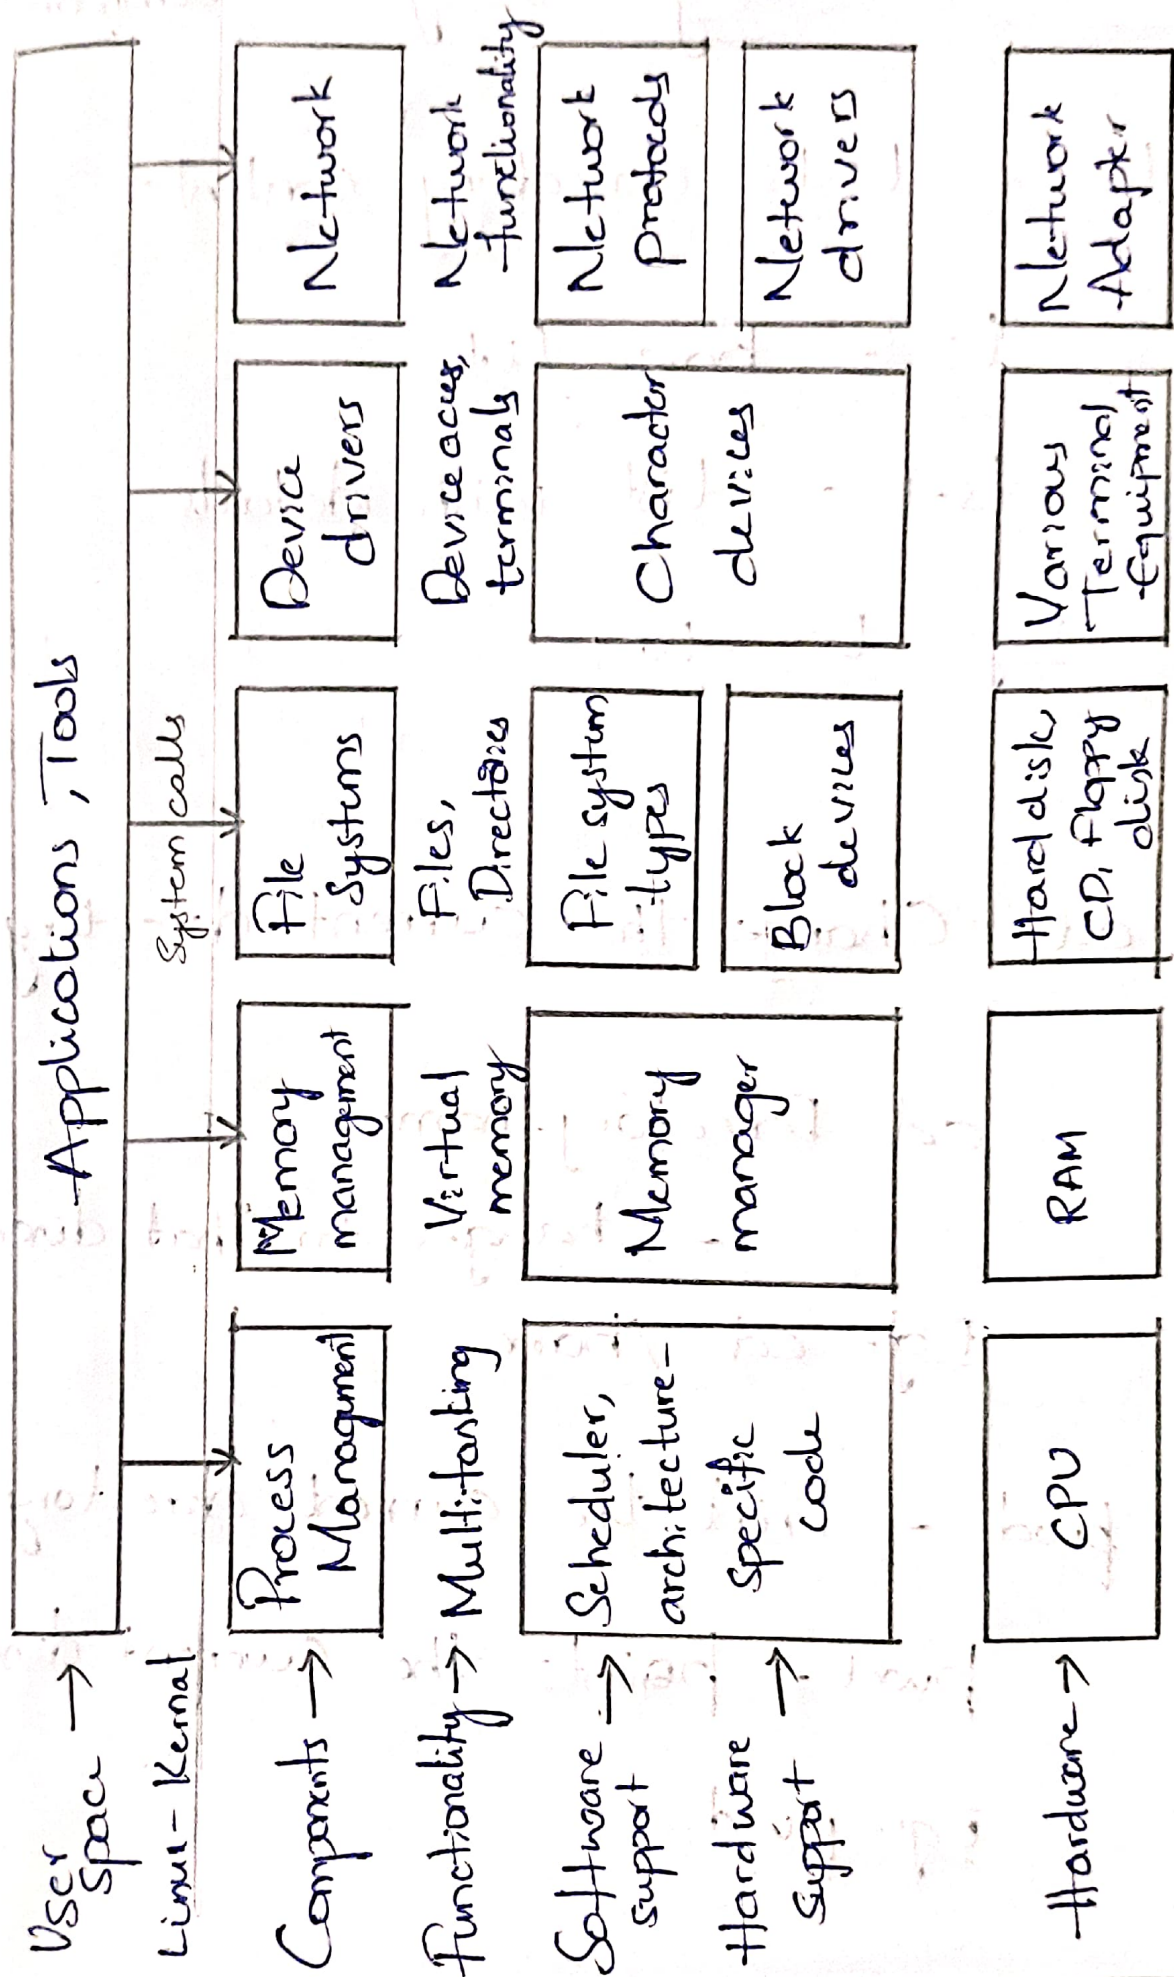 User
space →
Applications, Tools
Linux-Kernal
System calls
Components →
Process
Management
Memory
management
File
Systems
Device
drivers
Network
Functionality →
Multitasking
Virtual
memory
Files,
Directories
Device acces,
terminals
Network
functionality
Software →
support
Hardware →
support
Scheduler,
architecture-
specific
code
Memory
manager
File system
types
Block
devices
Character
devices
Network
protocols
Network
drivers
Hardware →
CPU
RAM
Hard disk,
CD, floppy
disk
Various
Terminal
Equipment
Network
Adapter